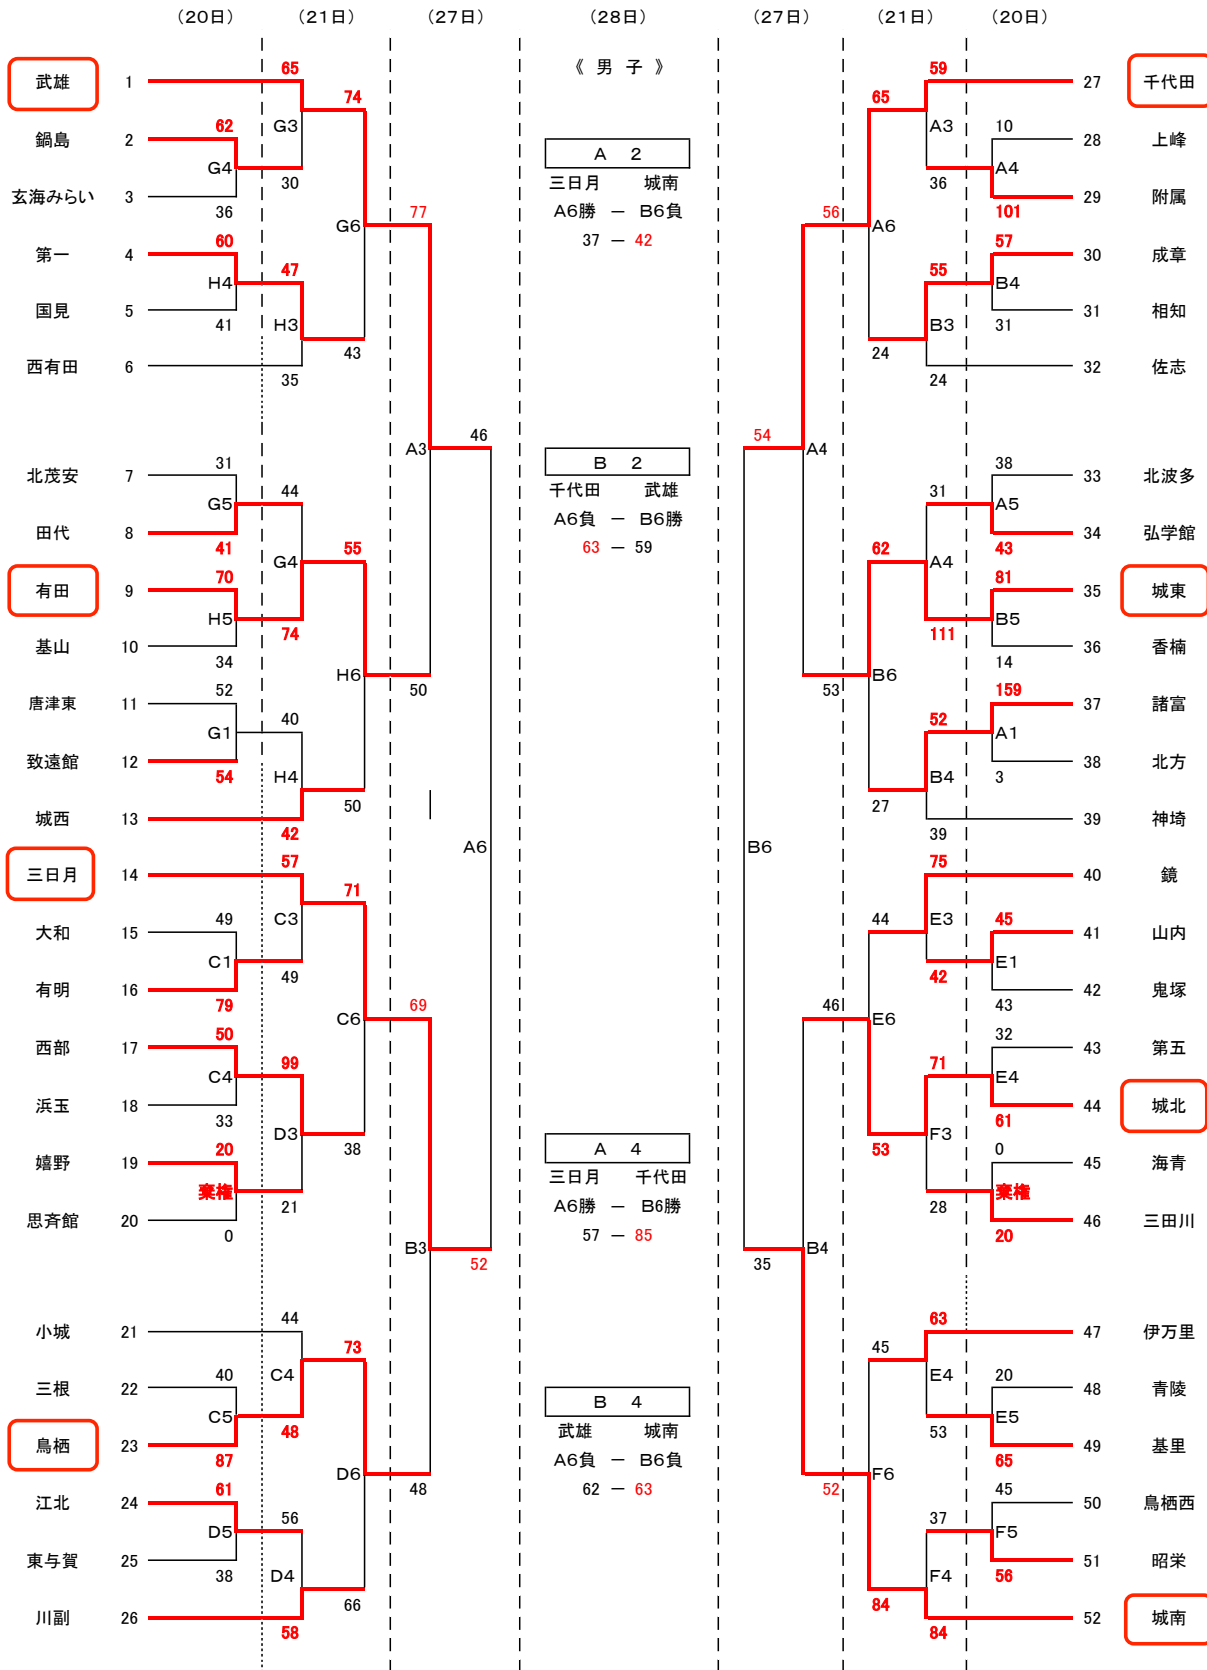 (20日) (21日) (27日) (28日) (27日) (21日) (20日)
《 男 子 》
65 59
武雄 1 27 千代田
74 65
62 G3 A3 10
鍋島 2 28 上峰
A 2
G4 A4
30 三日月 城南 36
玄海みらい 3 29 附属
36 77 A6勝 － B6負 56 101
G6 A6
60 37 － 42 57
第一 4 30 成章
47 55
H4 B4
国見 5 31 相知
41 H3 B3 31
43 24
西有田 6 32 佐志
35 24
46 54
A3 A4
31 B 2 38
北茂安 7 33 北波多
44 千代田 武雄 31
G5 A5
A6負 － B6勝
田代 8 34 弘学館
41 55 63 － 59 62 43
G4 A4
70 81
有田 9 35 城東
H5 B5
74 111
基山 10 36 香楠
34 14
H6 B6
52 50 53 159
唐津東 11 37 諸富
40 52
G1 A1
致遠館 12 38 北方
54 H4 B4 3
50 27
城西 13 39 神埼
42 39
A6 B6
57 75
三日月 14 40 鏡
71
49 C3 44 E3 45
大和 15 41 山内
C1 E1
49 42
有明 16 42 鬼塚
79 69 46 43
C6 E6
50 32
西部 17 43 第五
99 71
C4 E4
浜玉 18 44 城北
33 61
D3 F3
20 38 A 4 53 0
嬉野 19 45 海青
三日月 千代田
棄権 棄権
21 A6勝 － B6勝 28
思斉館 20 46 三田川
0 57 － 85 20
B3 B4
52 35
44 63
小城 21 47 伊万里
73 45
40 C4 E4 20
三根 22 48 青陵
B 4
C5 E5
48 武雄 城南 53
鳥栖 23 49 基里
87 A6負 － B6負 65
D6 F6
61 48 62 － 63 52 45
江北 24 50 鳥栖西
56 37
D5 F5
東与賀 25 51 昭栄
38 D4 F4 56
66 84
川副 26 52 城南
58 84